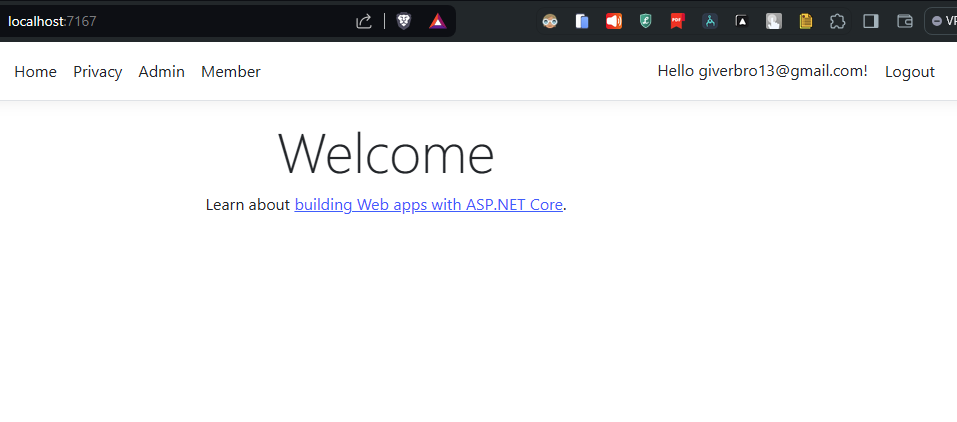 localhost:7167
VP
Home Privacy Admin Member Hello giverbro13@gmail.com! Logout
Welcome
Learn about building Web apps with ASP.NET Core.